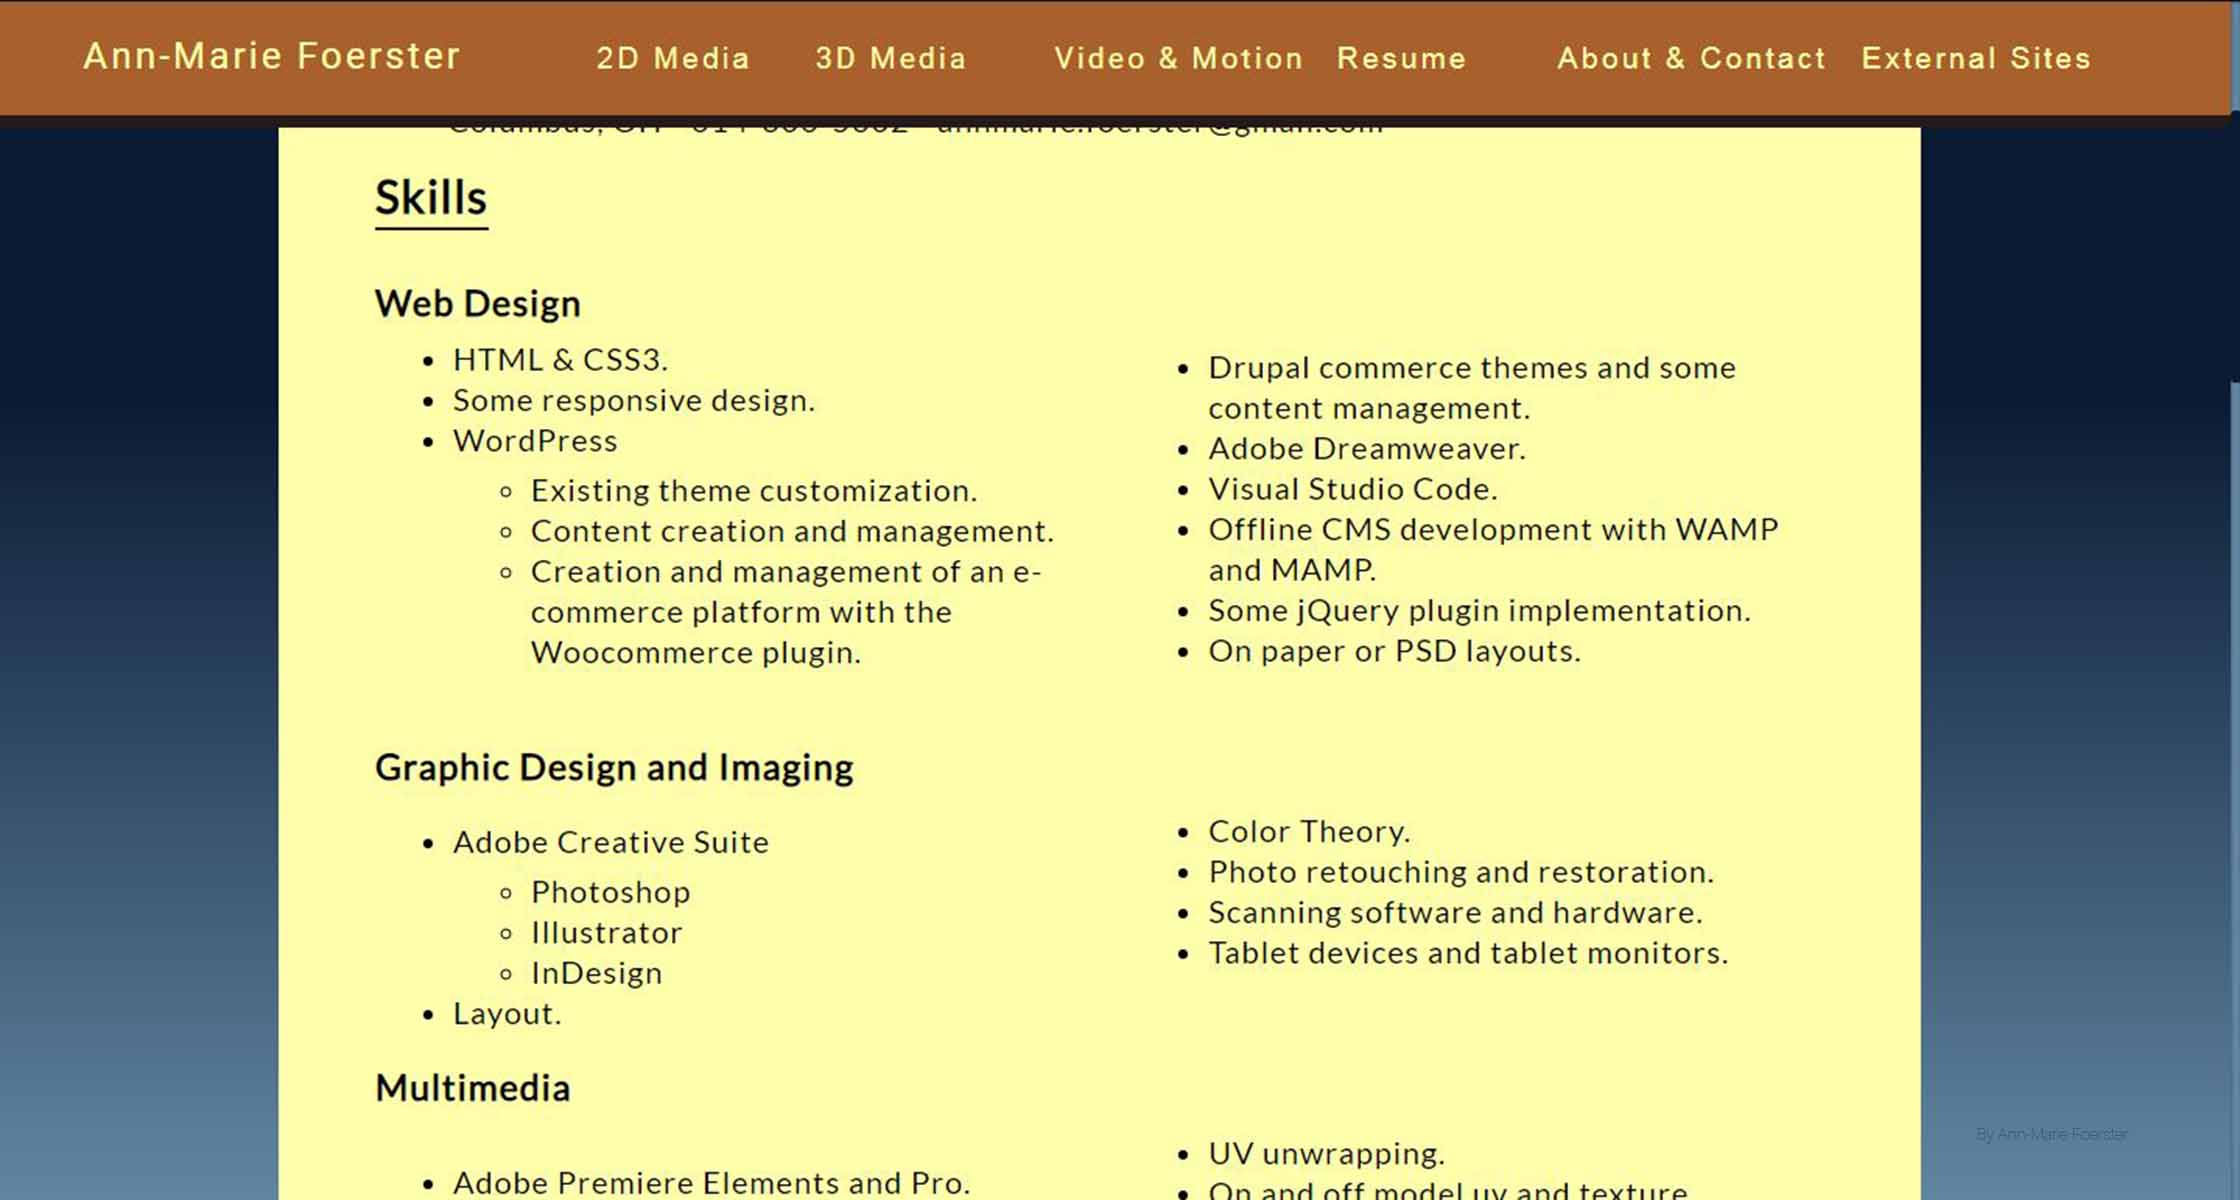 Ann-Marie Foerster 2D Media 3D Media Video & Motion Resume About & Contact External Sites
Skills
Web Design
• HTML & CSS3.
• Some responsive design.
• WordPress
◦ Existing theme customization.
◦ Content creation and management.
◦ Creation and management of an e-
commerce platform with the
Woocommerce plugin.
• Drupal commerce themes and some
content management.
• Adobe Dreamweaver.
• Visual Studio Code.
• Offline CMS development with WAMP
and MAMP.
• Some jQuery plugin implementation.
• On paper or PSD layouts.
Graphic Design and Imaging
• Adobe Creative Suite
◦ Photoshop
◦ Illustrator
◦ InDesign
• Layout.
• Color Theory.
• Photo retouching and restoration.
• Scanning software and hardware.
• Tablet devices and tablet monitors.
Multimedia
• Adobe Premiere Elements and Pro.
• UV unwrapping.
• On and off model uv and texture
By Ann-Marie Foerster